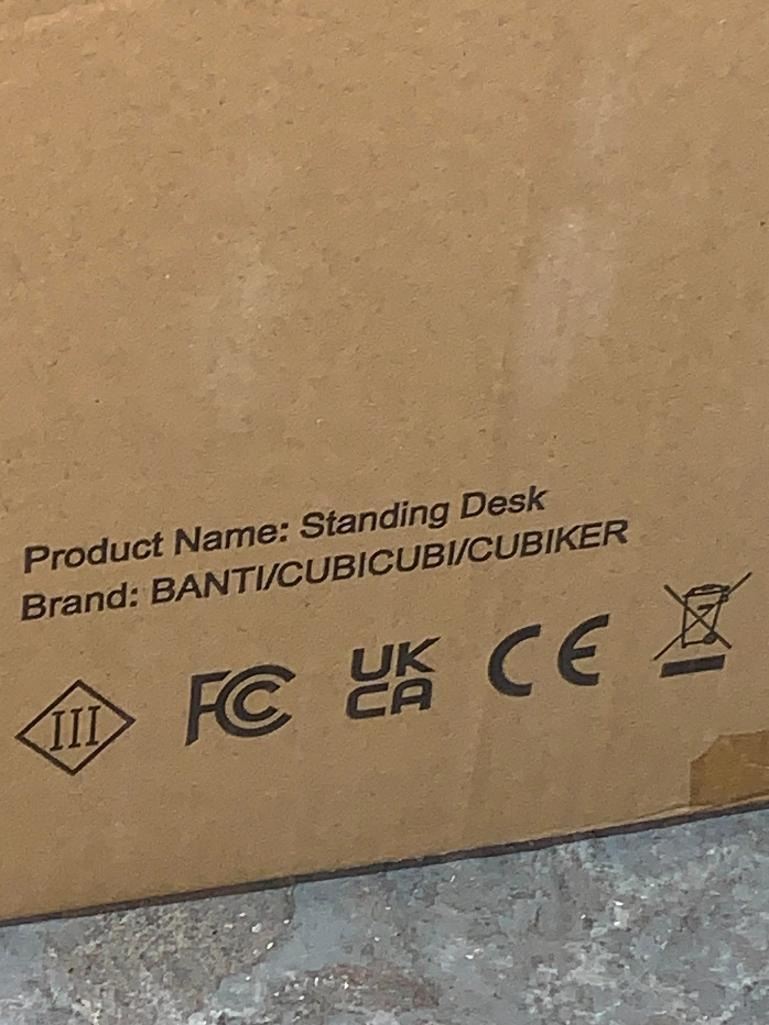 Product Name: Standing Desk
Brand: BANTI/CUBICUBI/CUBIKER
III FC UK CE
CA